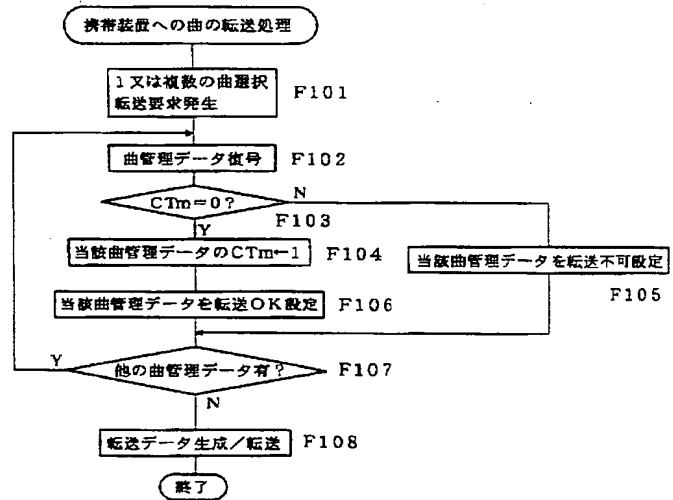 携帯装置への曲の転送処理
1又は複数の曲選択
転送要求発生
F101
曲管理データ復号
F102
CTm=0?
N
F103
Y
当該曲管理データのCTm←1
F104
当該曲管理データを転送不可設定
F105
当該曲管理データを転送OK設定
F106
Y
他の曲管理データ有?
F107
N
転送データ生成/転送
F108
終了